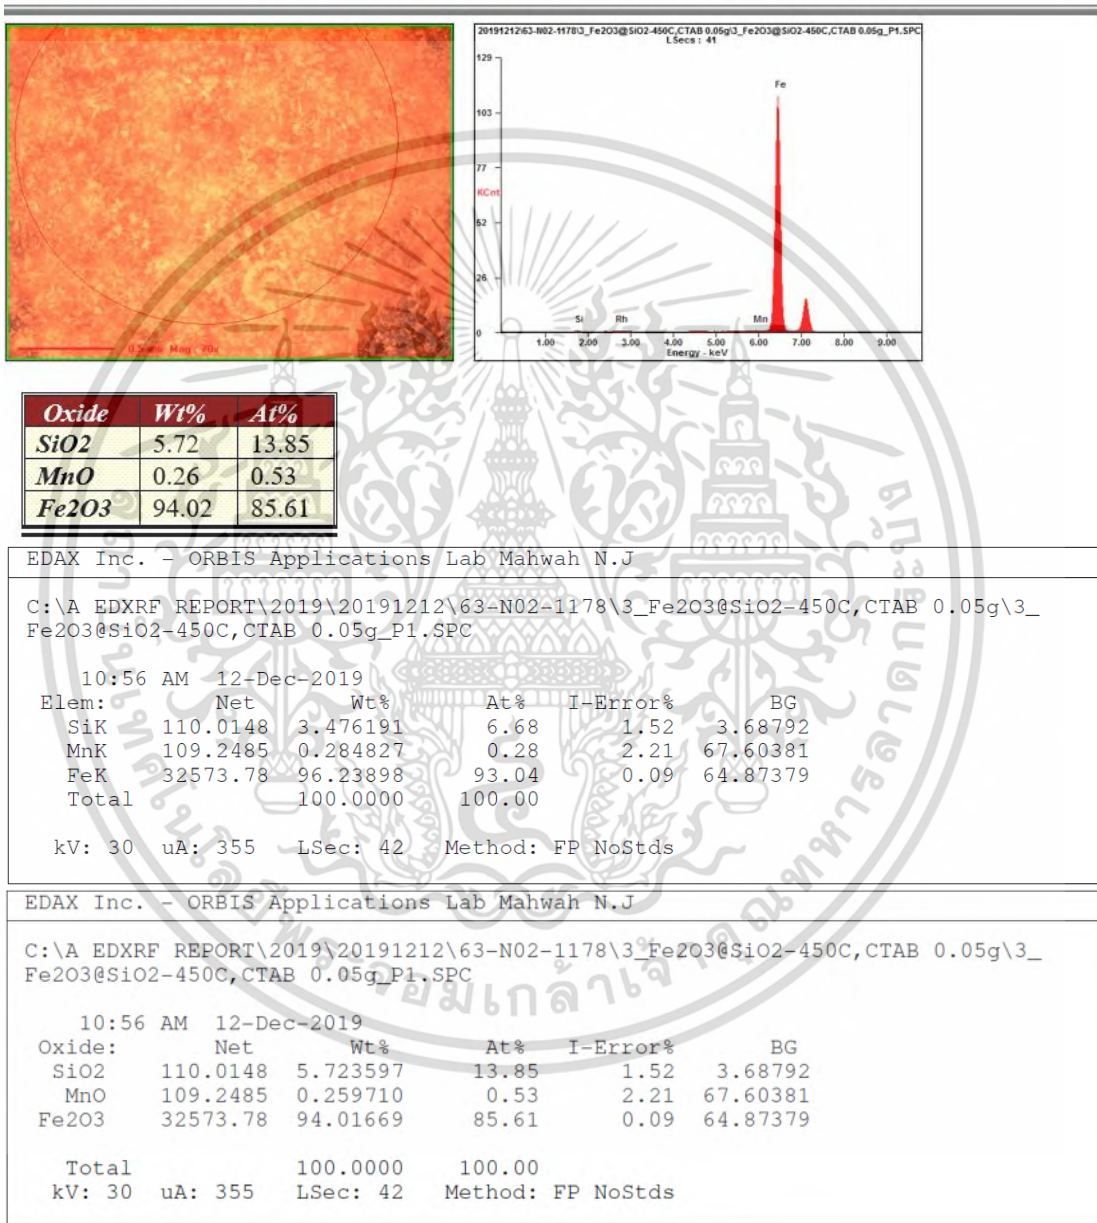 20191212\63-N02-1178\3_Fe2O3@SiO2-450C,CTAB 0.05g\3_Fe2O3@SiO2-450C,CTAB 0.05g_P1.SPC
LSecs : 41
129
103
77
KCnt
52
26
0
Fe
Si Rh Mn
1.00 2.00 3.00 4.00 5.00 6.00 7.00 8.00 9.00
Energy - keV
0.5 mm Mag: 70x
Oxide Wt% At%
SiO2 5.72 13.85
MnO 0.26 0.53
Fe2O3 94.02 85.61
EDAX Inc. - ORBIS Applications Lab Mahwah N.J
C:\A EDXRF REPORT\2019\20191212\63-N02-1178\3_Fe2O3@SiO2-450C,CTAB 0.05g\3_
Fe2O3@SiO2-450C,CTAB 0.05g_P1.SPC
10:56 AM 12-Dec-2019
Elem: Net Wt% At% I-Error% BG
SiK 110.0148 3.476191 6.68 1.52 3.68792
MnK 109.2485 0.284827 0.28 2.21 67.60381
FeK 32573.78 96.23898 93.04 0.09 64.87379
Total 100.0000 100.00
kV: 30 uA: 355 LSec: 42 Method: FP NoStds
EDAX Inc. - ORBIS Applications Lab Mahwah N.J
C:\A EDXRF REPORT\2019\20191212\63-N02-1178\3_Fe2O3@SiO2-450C,CTAB 0.05g\3_
Fe2O3@SiO2-450C,CTAB 0.05g_P1.SPC
10:56 AM 12-Dec-2019
Oxide: Net Wt% At% I-Error% BG
SiO2 110.0148 5.723597 13.85 1.52 3.68792
MnO 109.2485 0.259710 0.53 2.21 67.60381
Fe2O3 32573.78 94.01669 85.61 0.09 64.87379
Total 100.0000 100.00
kV: 30 uA: 355 LSec: 42 Method: FP NoStds